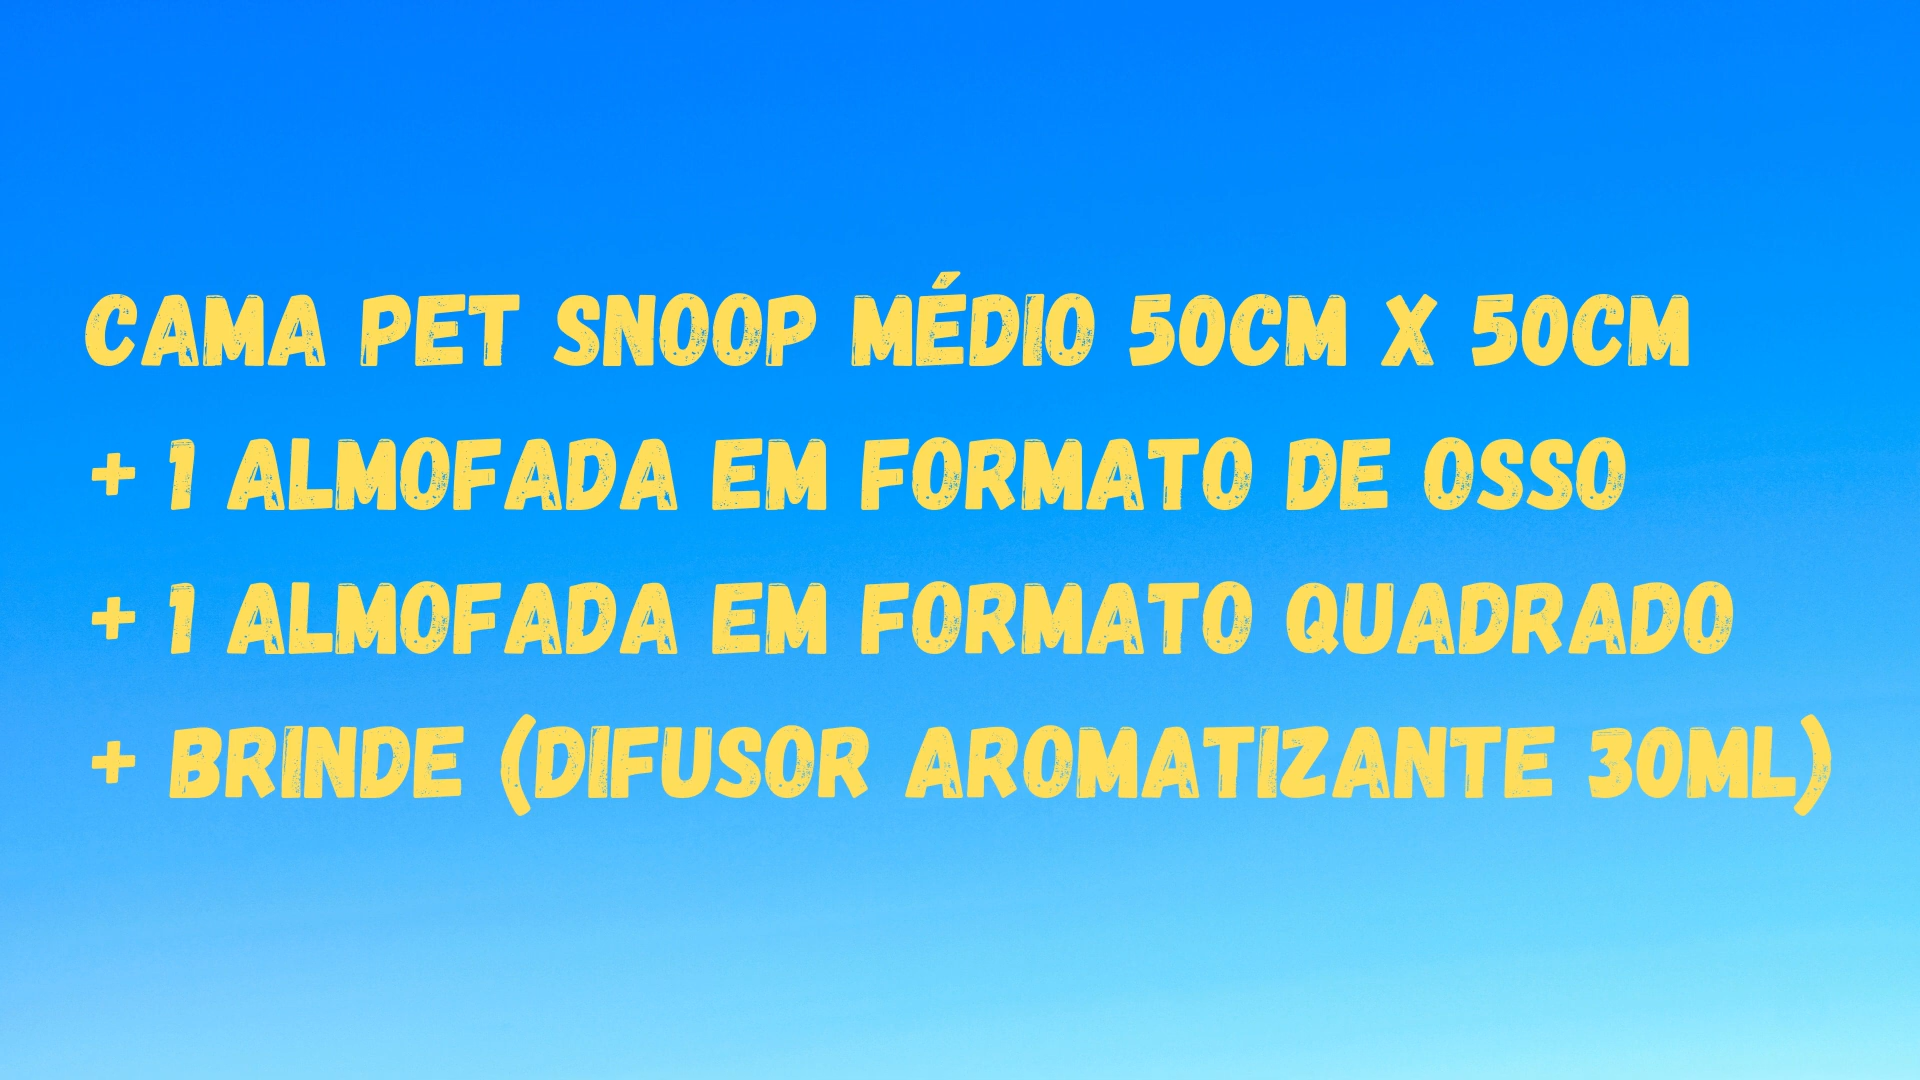 CAMA PET SNOOP MÉDIO 50CM X 50CM
+ 1 ALMOFADA EM FORMATO DE OSSO
+ 1 ALMOFADA EM FORMATO QUADRADO
+ BRINDE (DIFUSOR AROMATIZANTE 30ML)